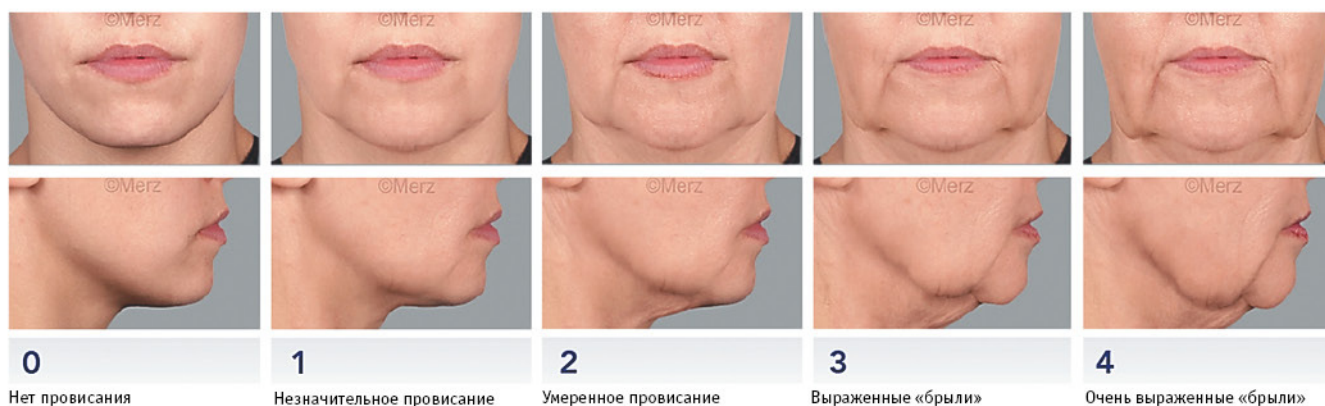 ©Merz
©Merz
©Merz
©Merz
©Merz
©Merz
©Merz
©Merz
©Merz
©Merz
0
1
2
3
4
Нет провисания
Незначительное провисание
Умеренное провисание
Выраженные «брыли»
Очень выраженные «брыли»